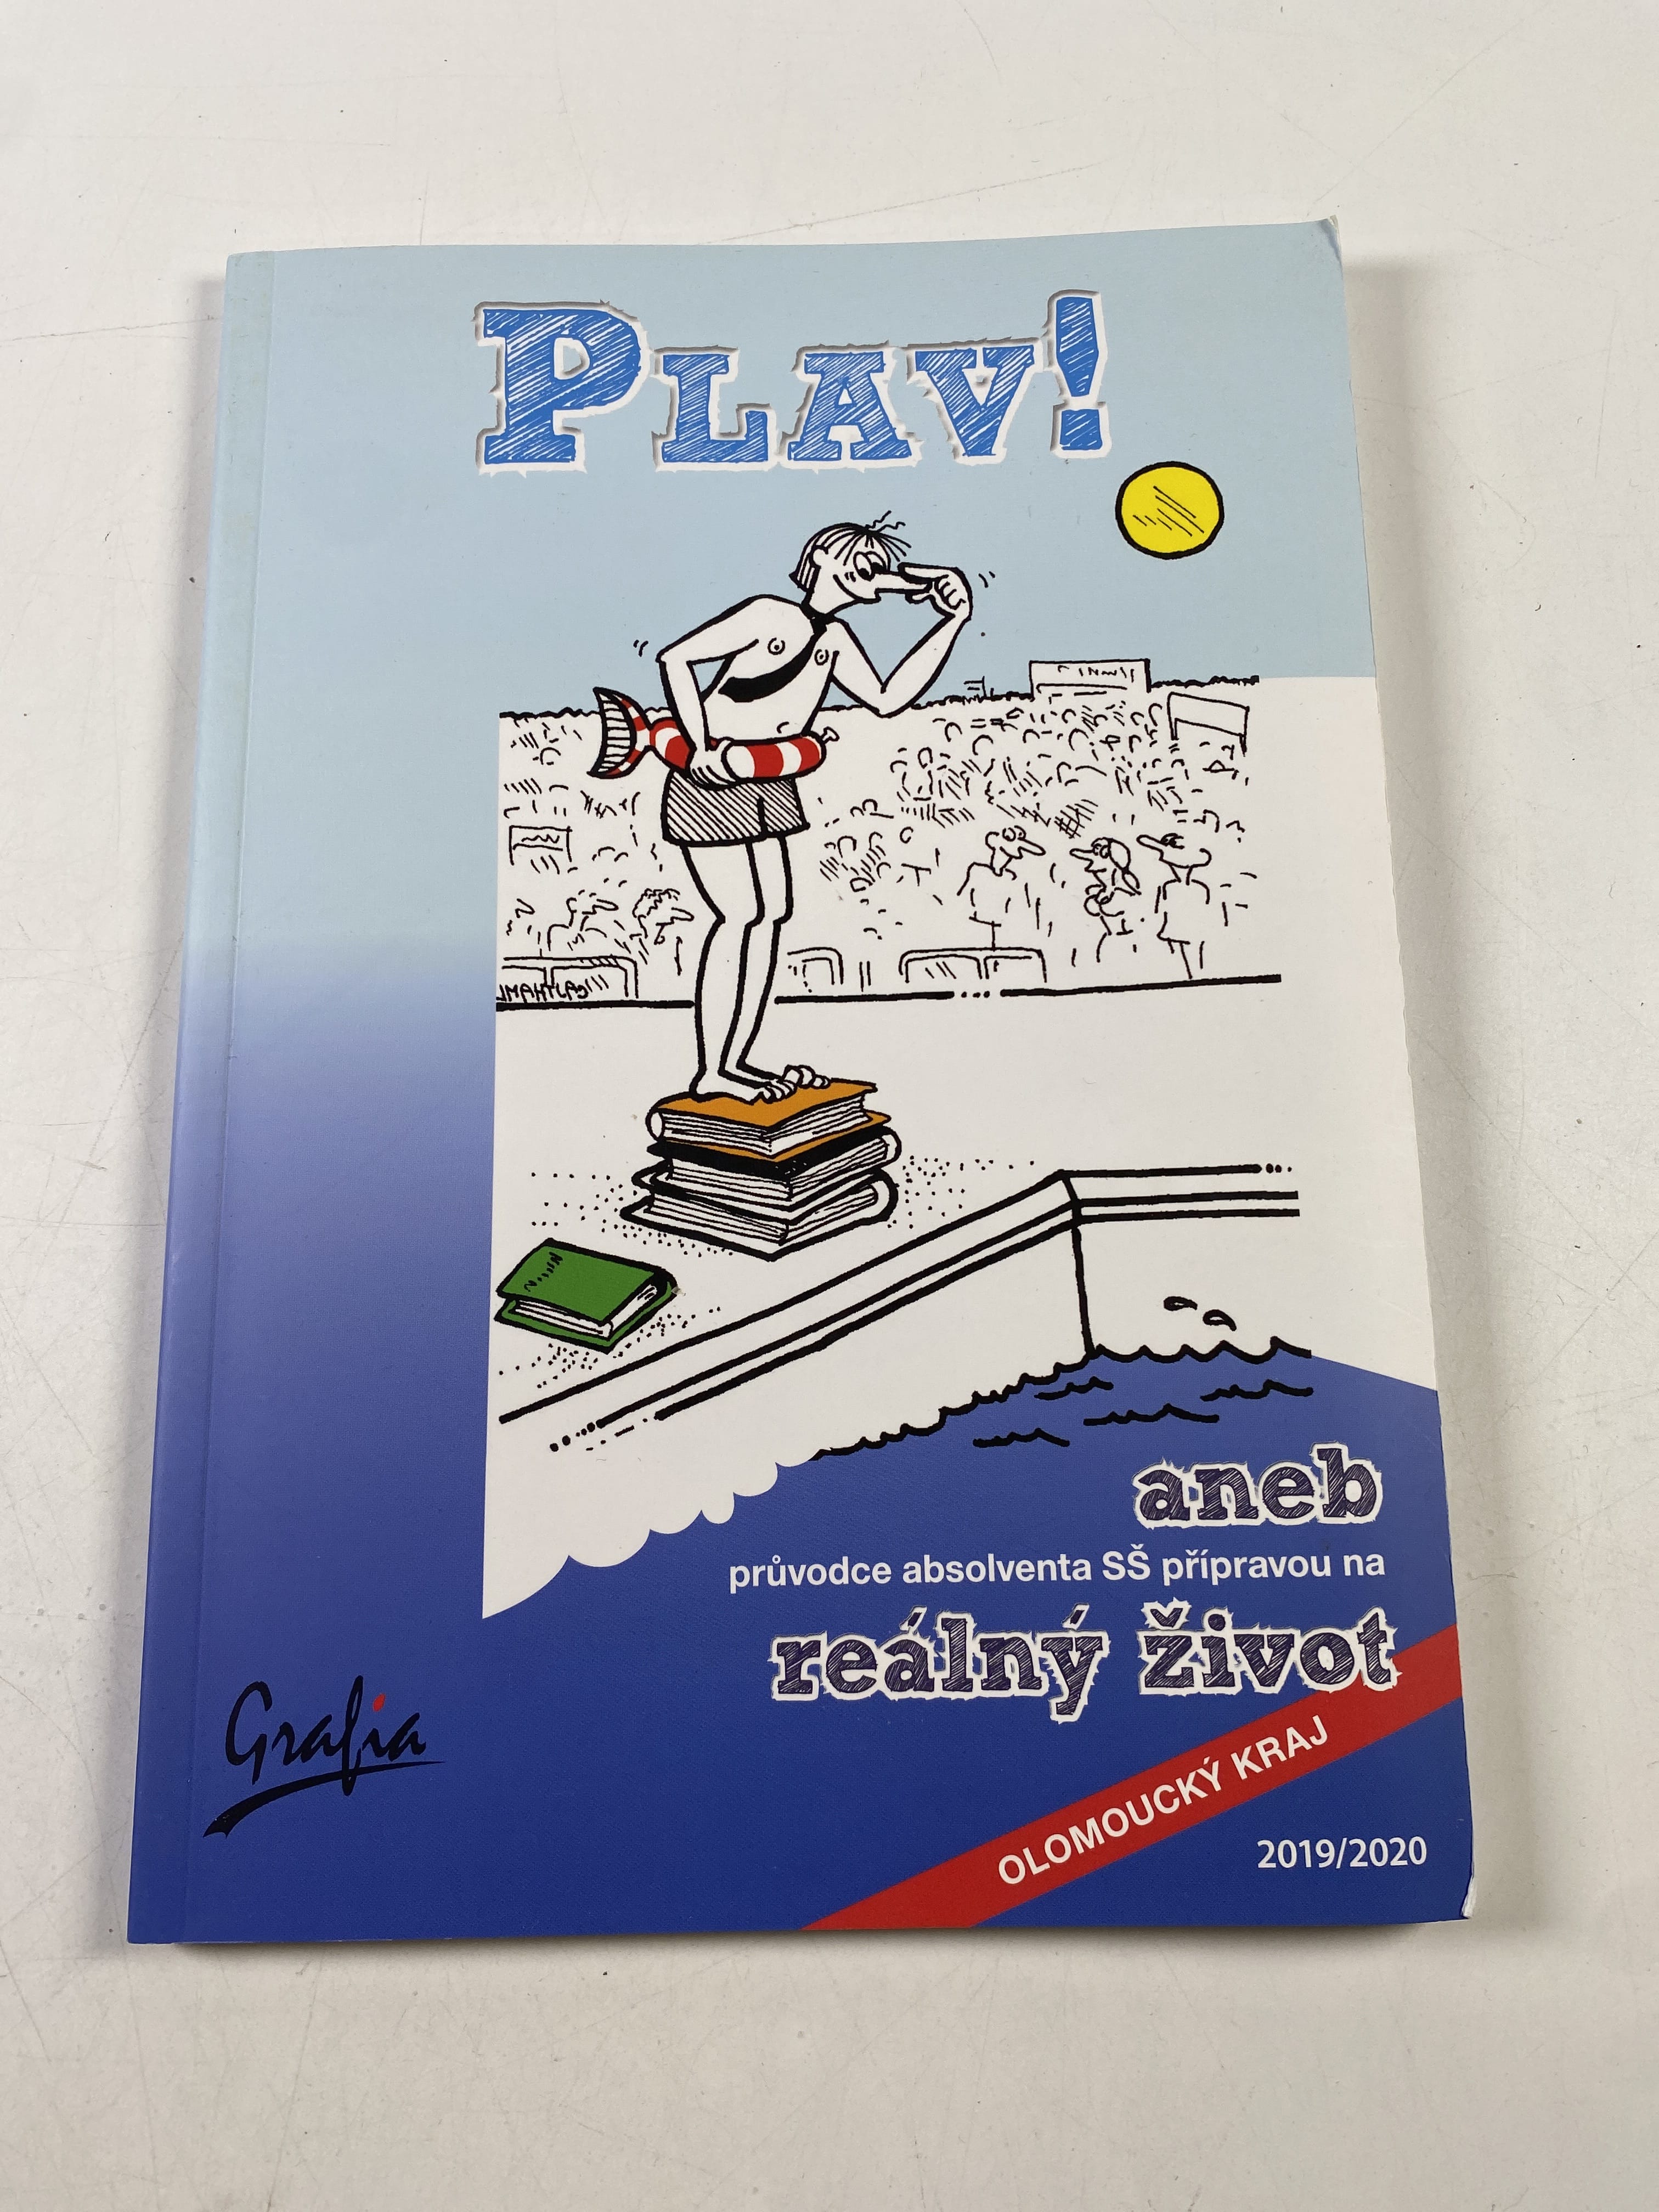 PLAV!
aneb
průvodce absolventa SŠ přípravou na
reálný život
Grafia
OLOMOUCKÝ KRAJ
2019/2020